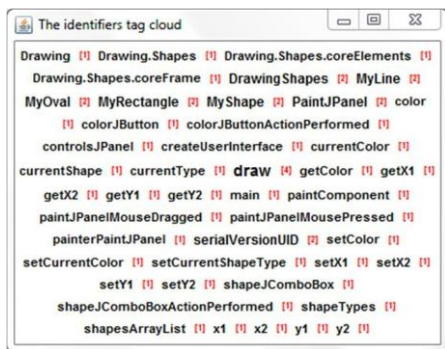 The identifiers tag cloud
Drawing [1] Drawing.Shapes [1] Drawing.Shapes.coreElements [1]
Drawing.Shapes.coreFrame [1] DrawingShapes [2] MyLine [2]
MyOval [2] MyRectangle [2] MyShape [2] PaintJPanel [2] color
[1] colorJButton [1] colorJButtonActionPerformed [1]
controlsJPanel [1] createUserInterface [1] currentColor [1]
currentShape [1] currentType [1] draw [4] getColor [1] getX1 [1]
getX2 [1] getY1 [1] getY2 [1] main [1] paintComponent [1]
paintJPanelMouseDragged [1] paintJPanelMousePressed [1]
painterPaintJPanel [1] serialVersionUID [2] setColor [1]
setCurrentColor [1] setCurrentShapeType [1] setX1 [1] setX2 [1]
setY1 [1] setY2 [1] shapeJComboBox [1]
shapeJComboBoxActionPerformed [1] shapeTypes [1]
shapesArrayList [1] x1 [1] x2 [1] y1 [1] y2 [1]